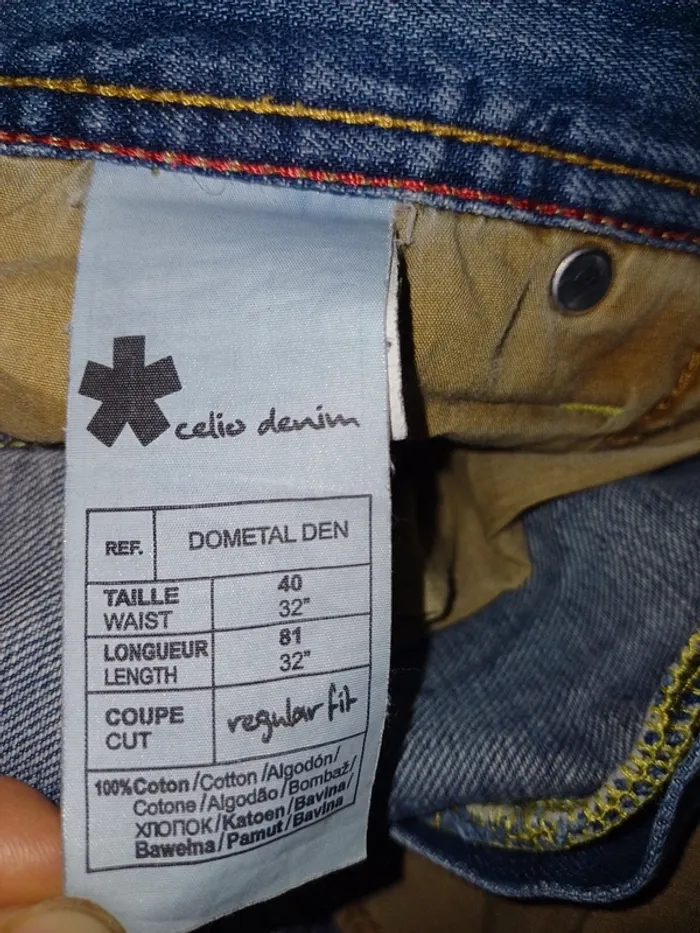 celio denim
REF. DOMETAL DEN
TAILLE 40
WAIST 32"
LONGUEUR 81
LENGTH 32"
COUPE regular fit
CUT
100%Coton/Cotton/Algodón/
Cotone/Algodão/Bombaž/
ХЛОПОК/Katoen/Bavlna/
Bawełna/Pamut/Bavlna